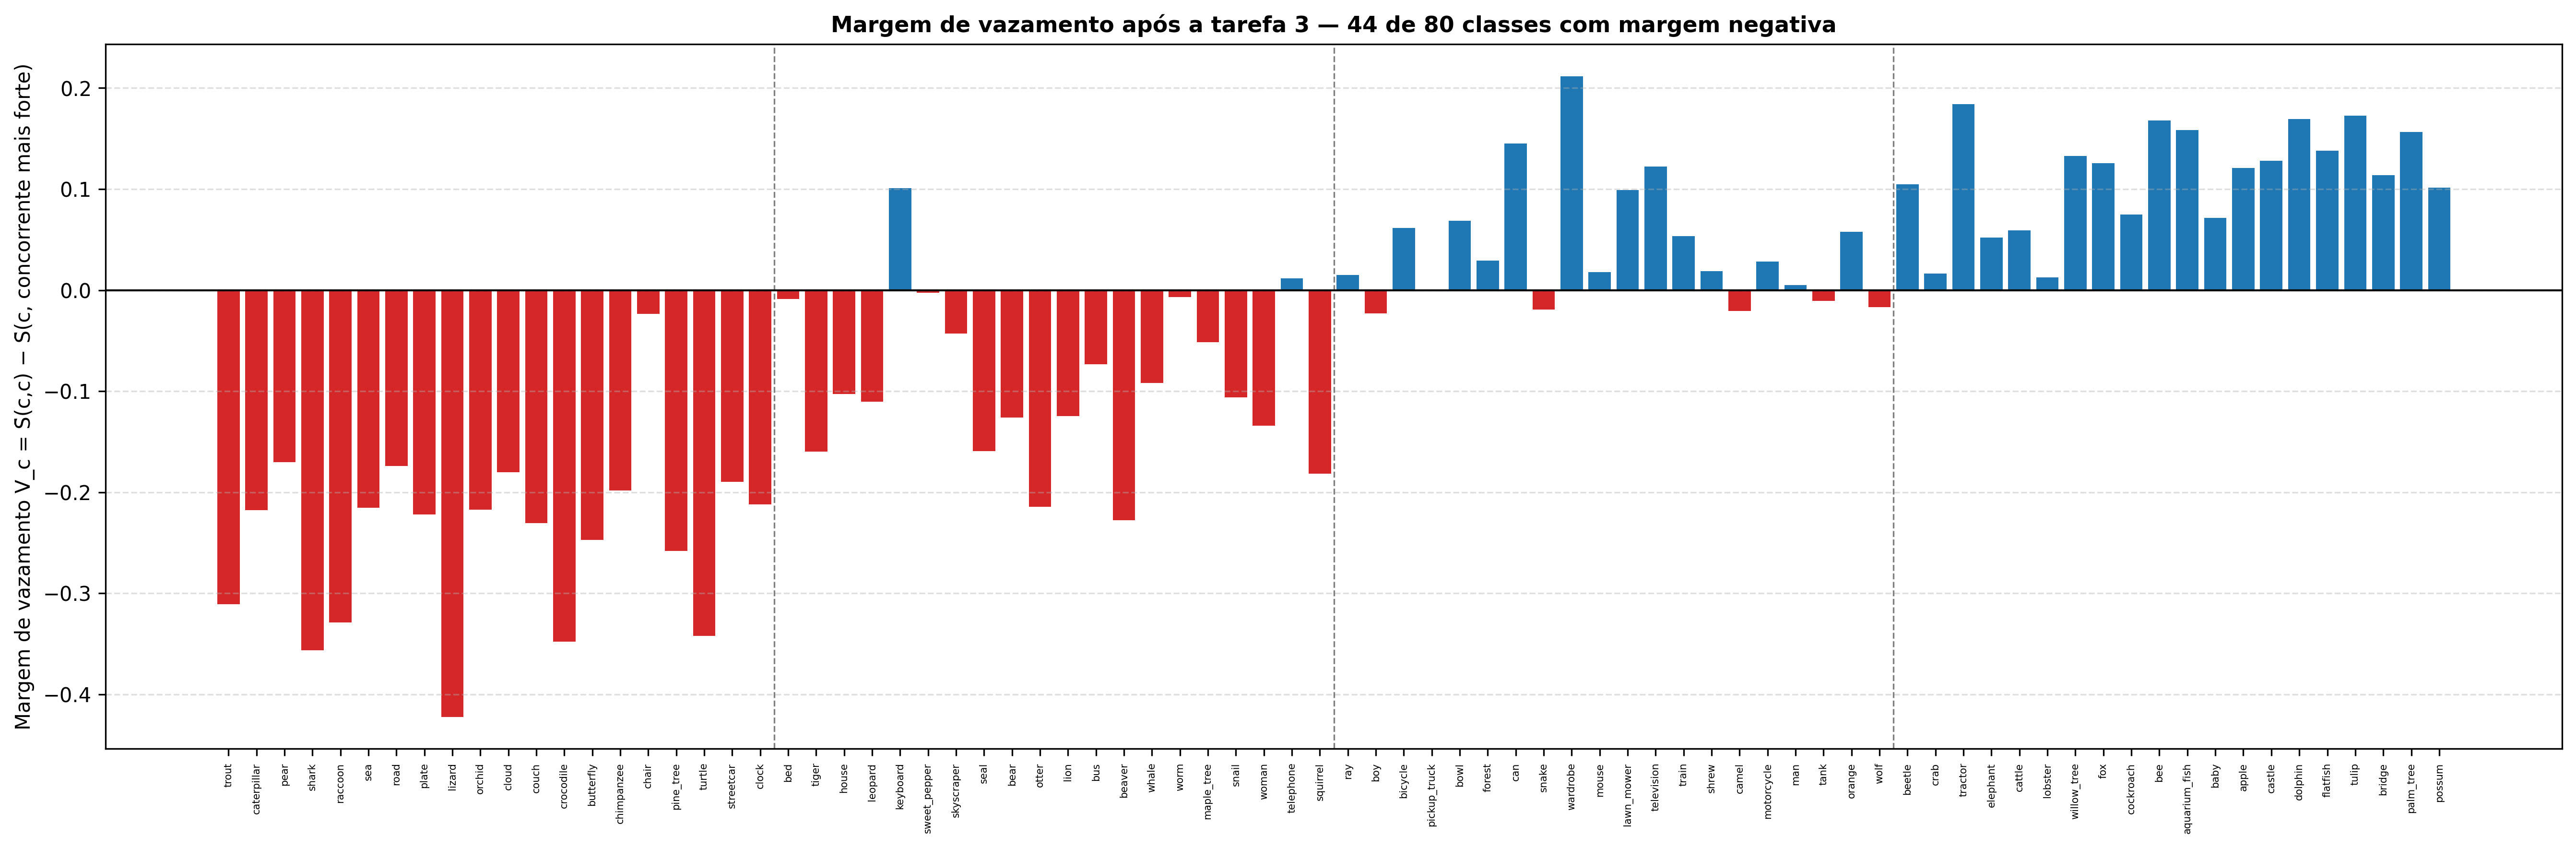 Margem de vazamento após a tarefa 3 — 44 de 80 classes com margem negativa
Margem de vazamento V_c = S(c,c) − S(c, concorrente mais forte)
0.2
0.1
0.0
−0.1
−0.2
−0.3
−0.4
trout
caterpillar
pear
shark
raccoon
sea
road
plate
lizard
orchid
cloud
couch
crocodile
butterfly
chimpanzee
chair
pine_tree
turtle
streetcar
clock
bed
tiger
house
leopard
keyboard
sweet_pepper
skyscraper
seal
bear
otter
lion
bus
beaver
whale
worm
maple_tree
snail
woman
telephone
squirrel
ray
boy
bicycle
pickup_truck
bowl
forest
can
snake
wardrobe
mouse
lawn_mower
television
train
shrew
camel
motorcycle
man
tank
orange
wolf
beetle
crab
tractor
elephant
cattle
lobster
willow_tree
fox
cockroach
bee
aquarium_fish
baby
apple
castle
dolphin
flatfish
tulip
bridge
palm_tree
possum